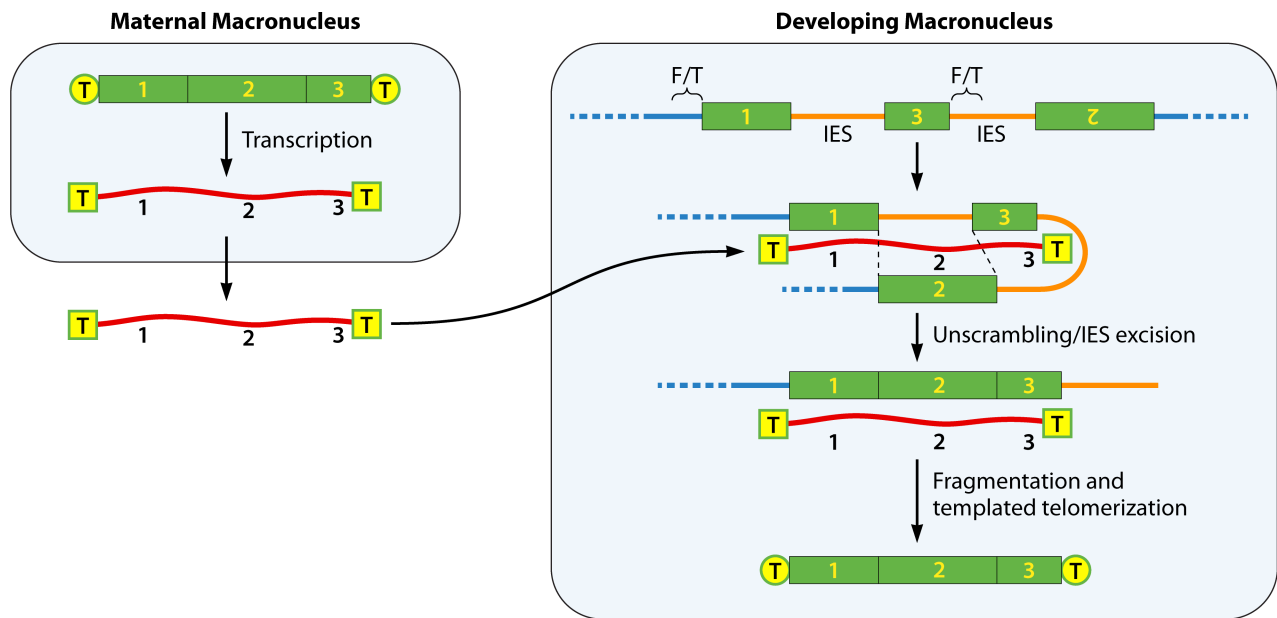 Maternal Macronucleus
T 1 2 3 T
Transcription
T T
1 2 3
T T
1 2 3
Developing Macronucleus
F/T F/T
1 3 2
IES IES
1 3
T T
1 2 3
2
Unscrambling/IES excision
1 2 3
T T
1 2 3
Fragmentation and
templated telomerization
T 1 2 3 T